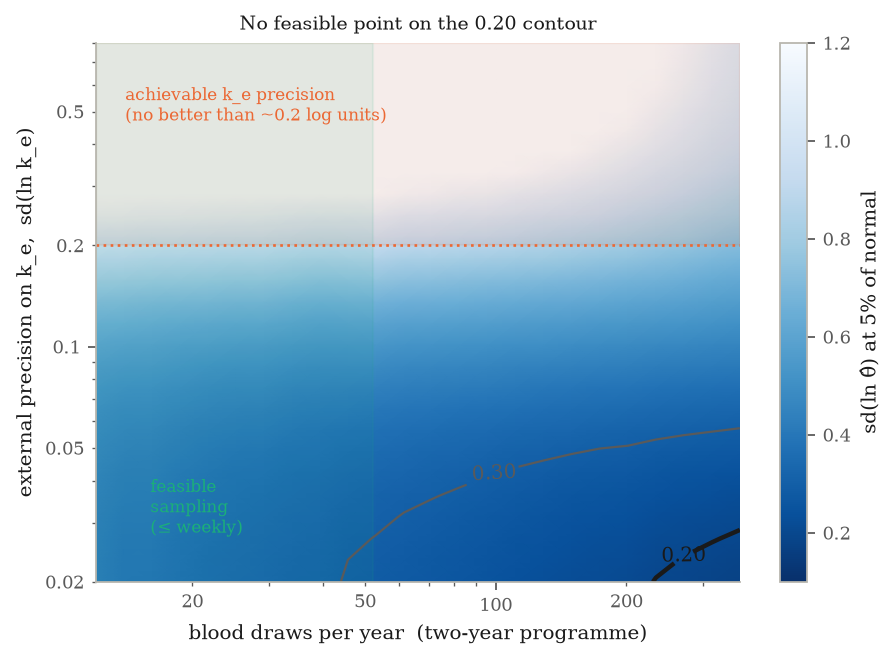 No feasible point on the 0.20 contour
achievable k_e precision
(no better than ~0.2 log units)
feasible
sampling
(≤ weekly)
0.30
0.20
0.5
0.2
0.1
0.05
0.02
20
50
100
200
external precision on k_e,  sd(ln k_e)
blood draws per year  (two-year programme)
1.2
1.0
0.8
0.6
0.4
0.2
sd(ln θ̂) at 5% of normal